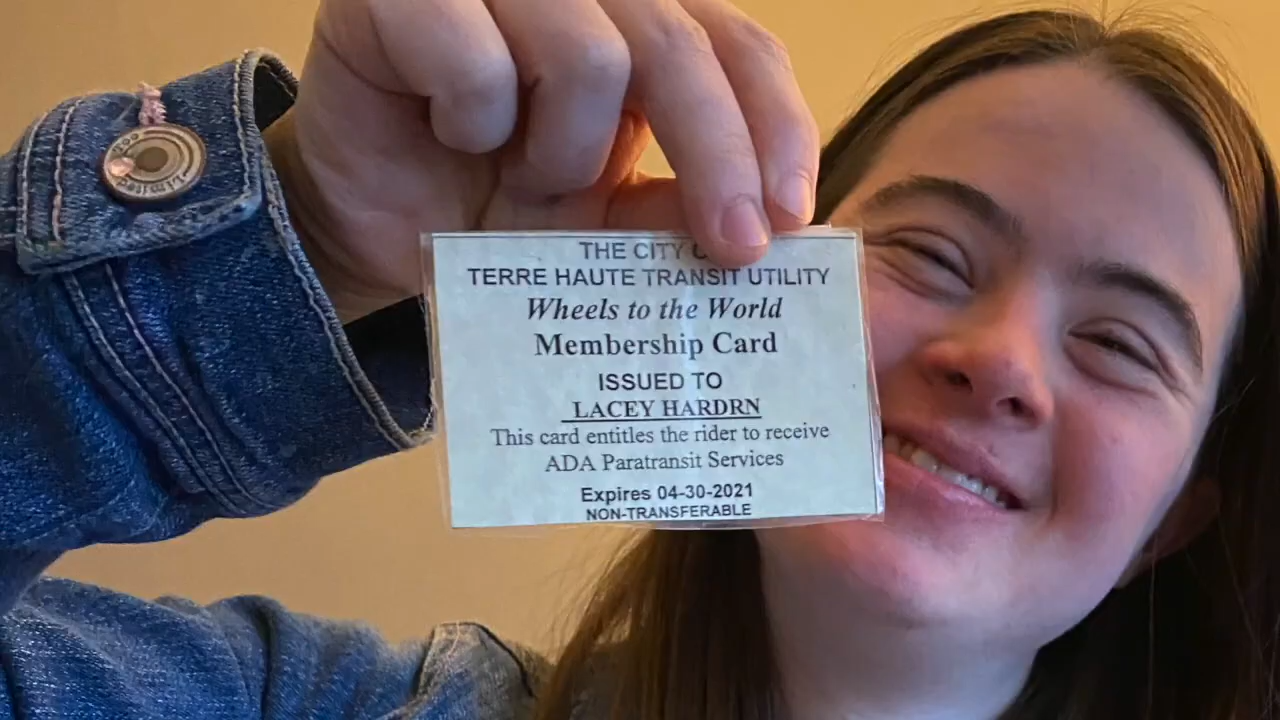 THE CITY
TERRE HAUTE TRANSIT UTILITY
Wheels to the World
Membership Card
ISSUED TO
LACEY HARDRN
This card entitles the rider to receive
ADA Paratransit Services
Expires 04-30-2021
NON-TRANSFERABLE